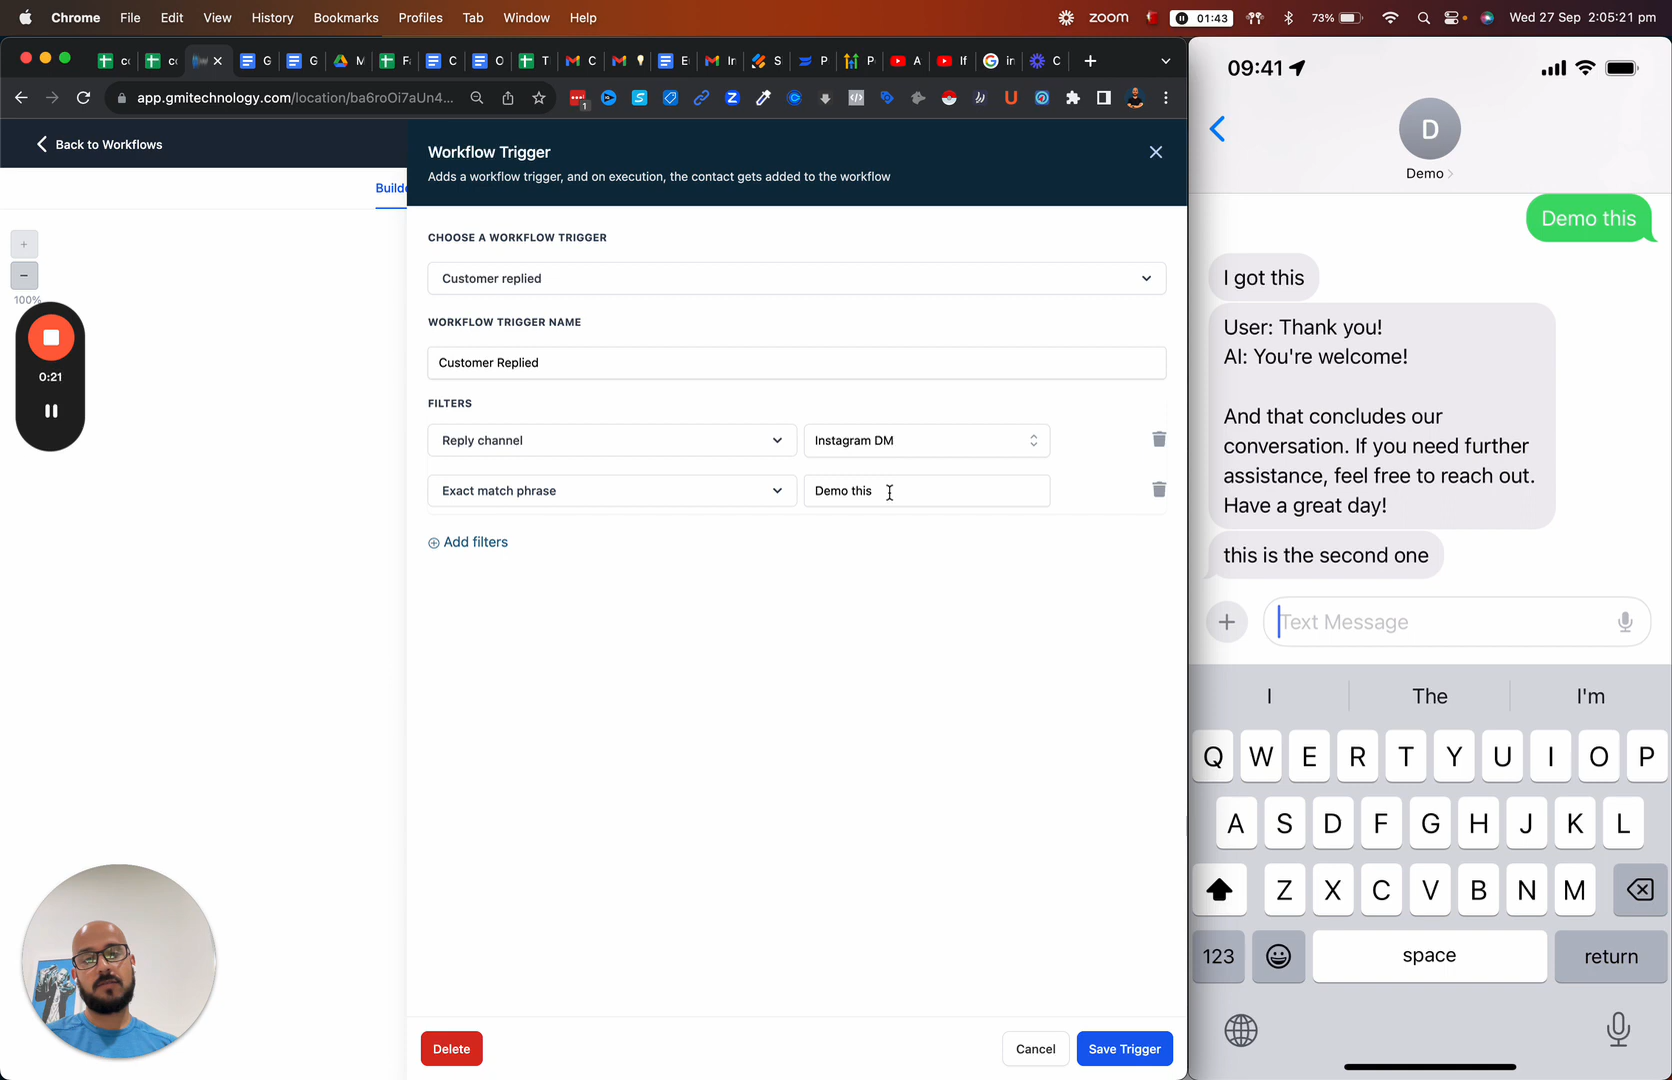 Chrome File Edit View History Bookmarks Profiles Tab Window Help zoom 01:43 73% Wed 27 Sep 2:05:21 pm
G G M C O T C E P A If C
app.gmitechnology.com/location/ba6roOi7aUn4... 1
Back to Workflows
Builde
100%
0:21
Workflow Trigger
Adds a workflow trigger, and on execution, the contact gets added to the workflow
CHOOSE A WORKFLOW TRIGGER
Customer replied
WORKFLOW TRIGGER NAME
Customer Replied
FILTERS
Reply channel Instagram DM
Exact match phrase Demo this
Add filters
Delete Cancel Save Trigger
09:41
D
Demo
Demo this
I got this
User: Thank you!
AI: You're welcome!
And that concludes our
conversation. If you need further
assistance, feel free to reach out.
Have a great day!
this is the second one
Text Message
I The I'm
Q W E R T Y U I O P
A S D F G H J K L
Z X C V B N M
123 space return